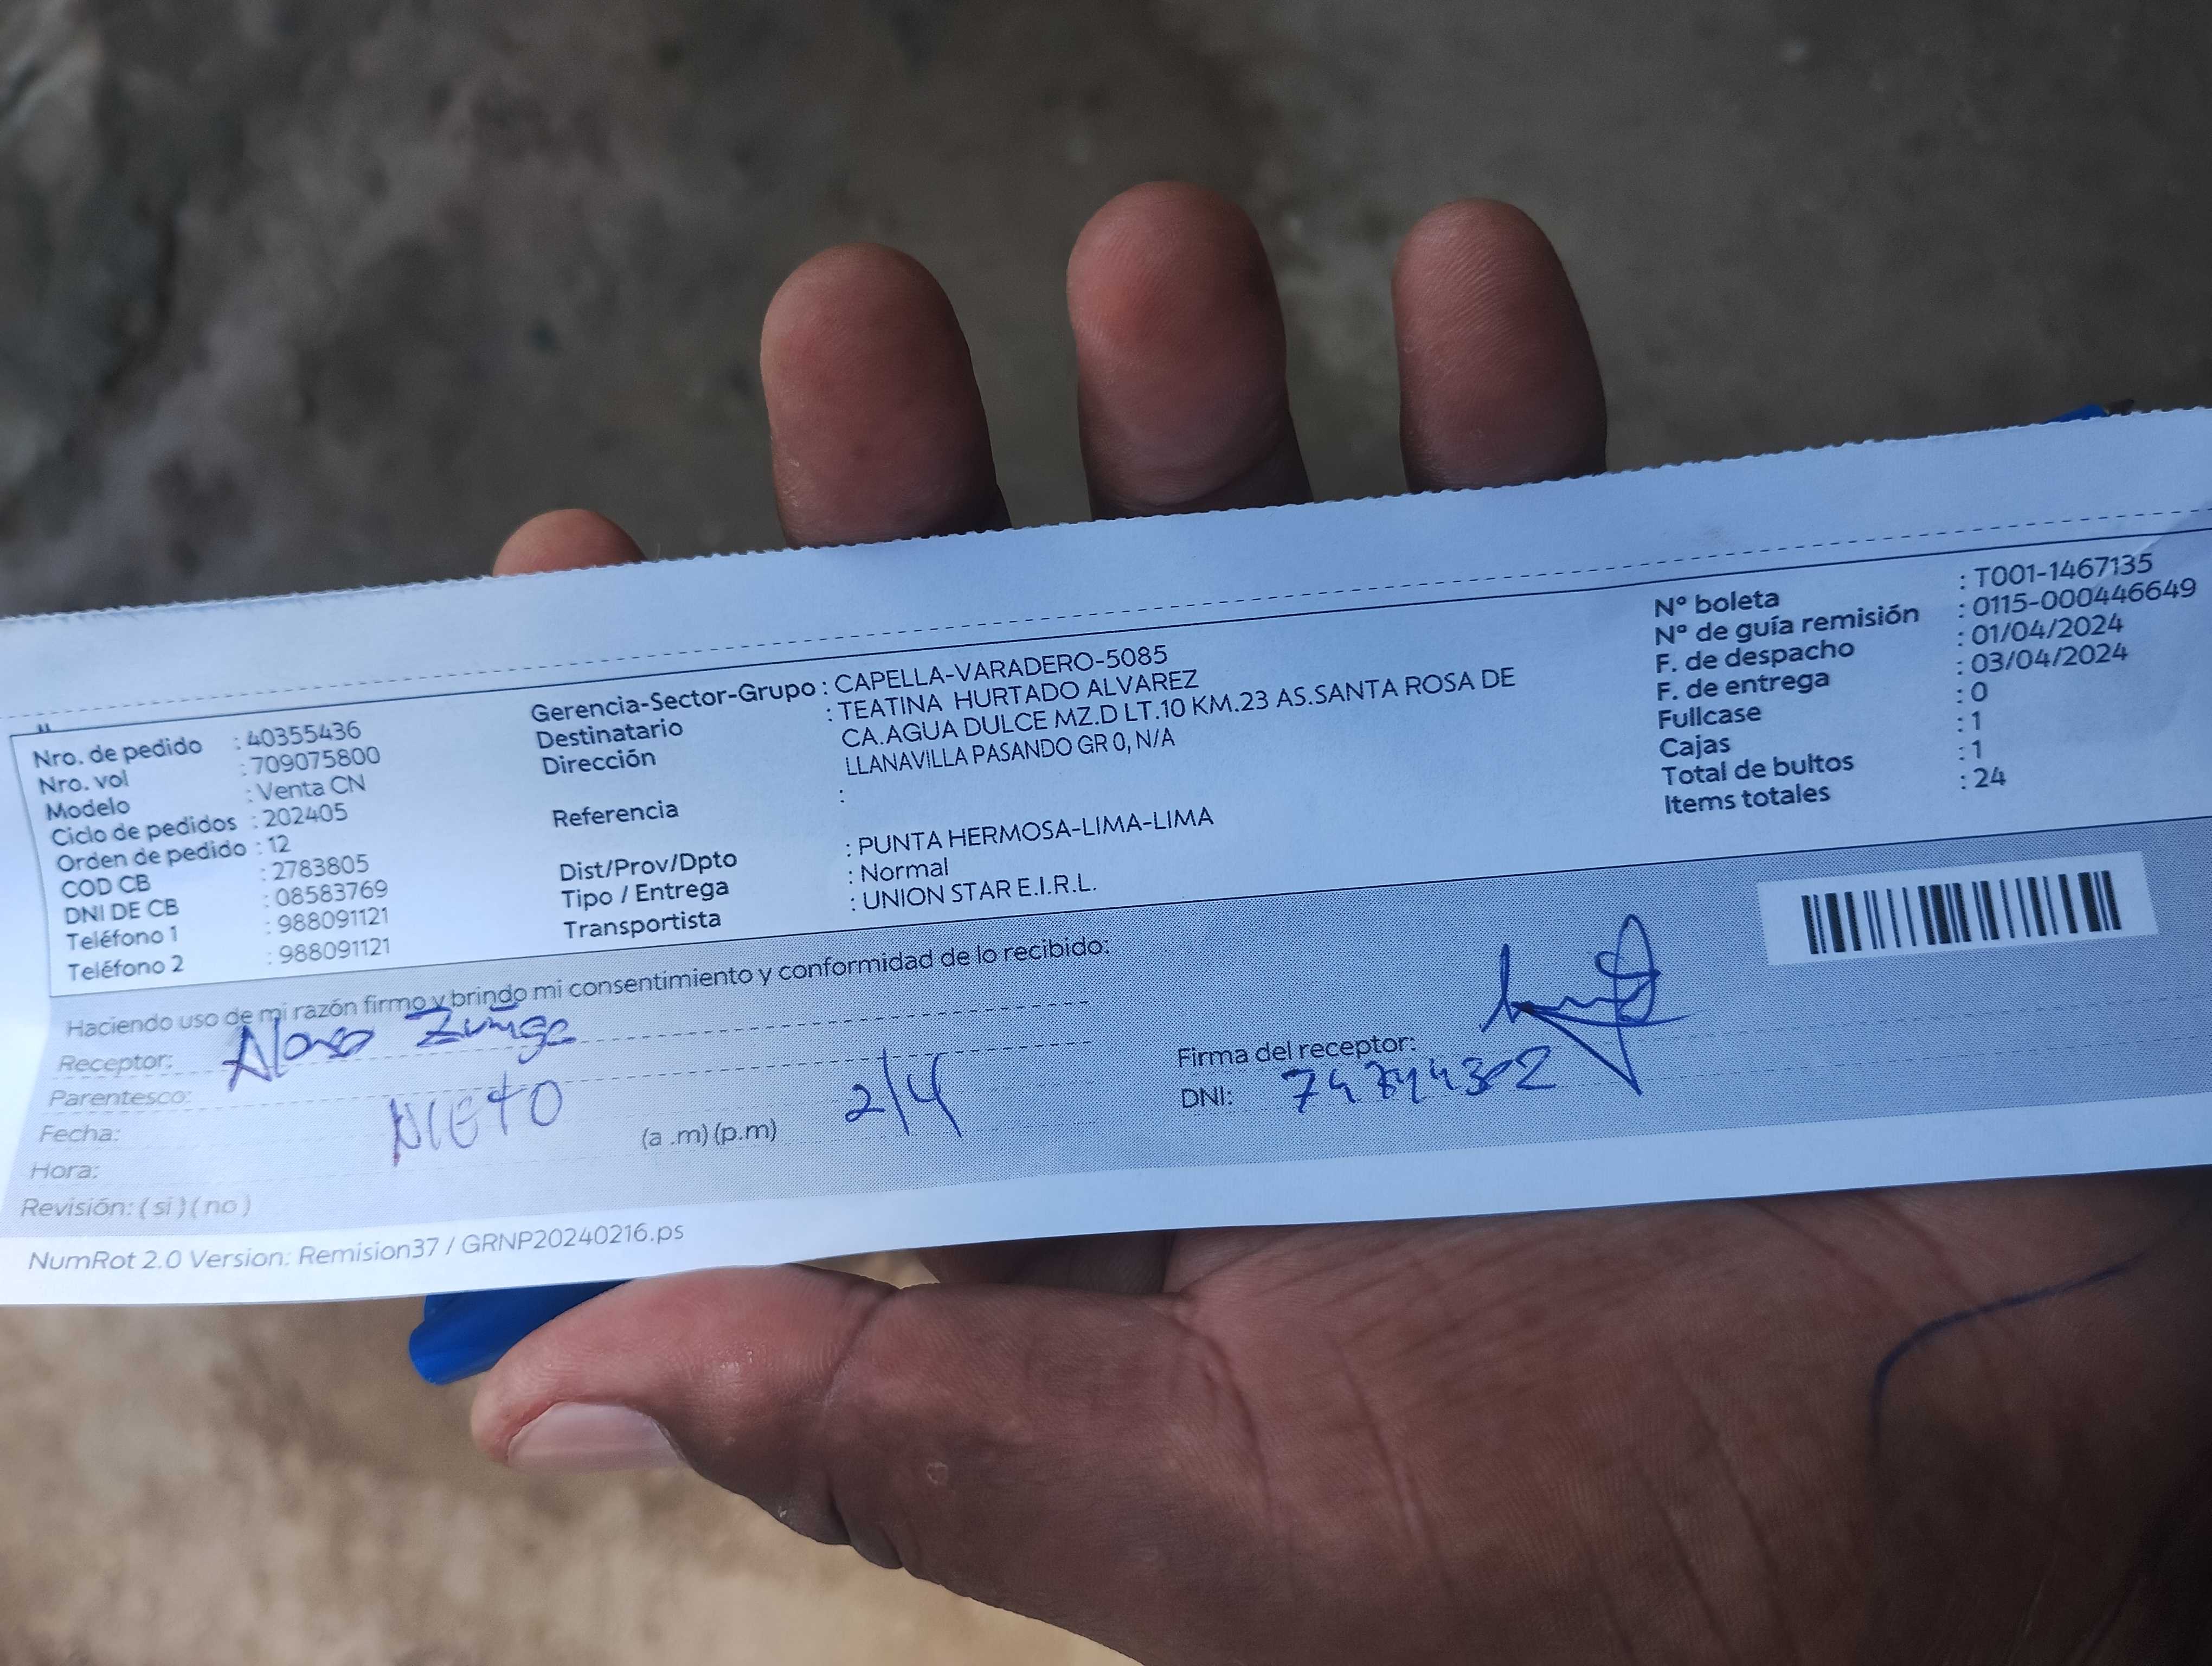 Nro. de pedido : 40355436
Nro. vol : 709075800
Modelo : Venta CN
Ciclo de pedidos : 202405
Orden de pedido : 12
COD CB : 2783805
DNI DE CB : 08583769
Teléfono 1 : 988091121
Teléfono 2 : 988091121
Gerencia-Sector-Grupo : CAPELLA-VARADERO-5085
Destinatario : TEATINA HURTADO ALVAREZ
Dirección CA.AGUA DULCE MZ.D LT.10 KM.23 AS.SANTA ROSA DE
LLANAVILLA PASANDO GR 0, N/A
Referencia :
Dist/Prov/Dpto : PUNTA HERMOSA-LIMA-LIMA
Tipo / Entrega : Normal
Transportista : UNION STAR E.I.R.L.
N° boleta : T001-1467135
N° de guía remisión : 0115-000446649
F. de despacho : 01/04/2024
F. de entrega : 03/04/2024
Fullcase : 0
Cajas : 1
Total de bultos : 1
Items totales : 24
Haciendo uso de mi razón firmo y brindo mi consentimiento y conformidad de lo recibido:
Receptor:
Parentesco: NIETO
Fecha: 2/4
Hora: (a .m) (p.m)
Revisión: ( si ) ( no )
Firma del receptor:
DNI:
NumRot 2.0 Version: Remision37 / GRNP20240216.ps